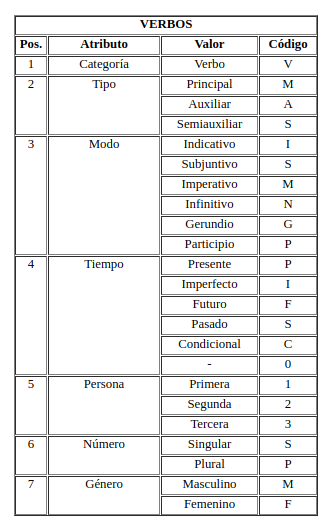 VERBOS
Pos. Atributo Valor Código
1 Categoría Verbo V
2 Tipo Principal M
Auxiliar A
Semiauxiliar S
3 Modo Indicativo I
Subjuntivo S
Imperativo M
Infinitivo N
Gerundio G
Participio P
4 Tiempo Presente P
Imperfecto I
Futuro F
Pasado S
Condicional C
- 0
5 Persona Primera 1
Segunda 2
Tercera 3
6 Número Singular S
Plural P
7 Género Masculino M
Femenino F